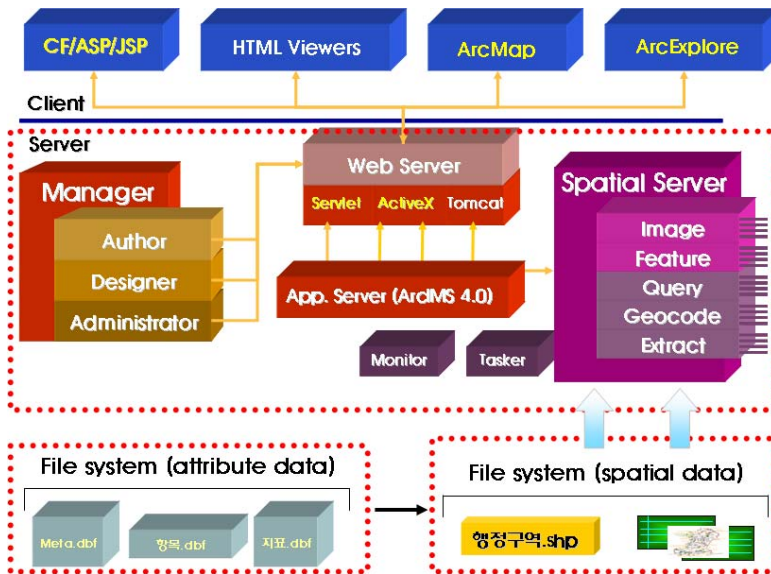 CF/ASP/JSP
HTML Viewers
ArcMap
ArcExplore
Client
Server
Manager
Author
Designer
Administrator
Web Server
Servlet
ActiveX
Tomcat
App. Server (ArcIMS 4.0)
Monitor
Tasker
Spatial Server
Image
Feature
Query
Geocode
Extract
File system (attribute data)
Meta.dbf
항목.dbf
지표.dbf
File system (spatial data)
행정구역.shp